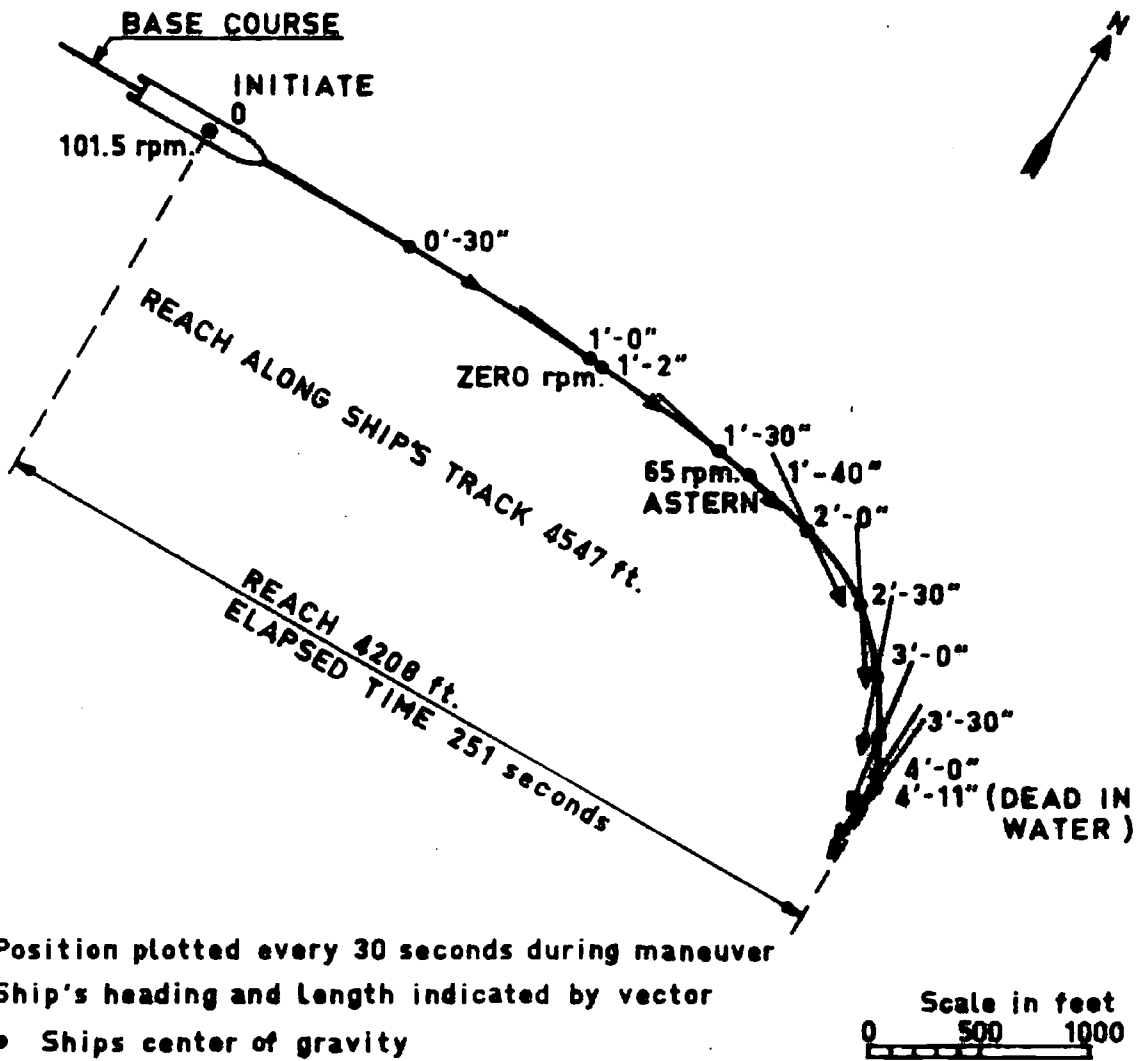 BASE COURSE
N
INITIATE
0
101.5 rpm.
0'-30"
REACH ALONG SHIP'S TRACK 4547 ft.
1'-0"
1'-2"
ZERO rpm.
1'-30"
65 rpm.
ASTERN
1'-40"
2'-0"
2'-30"
3'-0"
3'-30"
4'-0"
4'-11" (DEAD IN
WATER)
REACH 4208 ft.
ELAPSED TIME 251 seconds
Position plotted every 30 seconds during maneuver
Ship's heading and Length indicated by vector
• Ships center of gravity
Scale in feet
0 500 1000